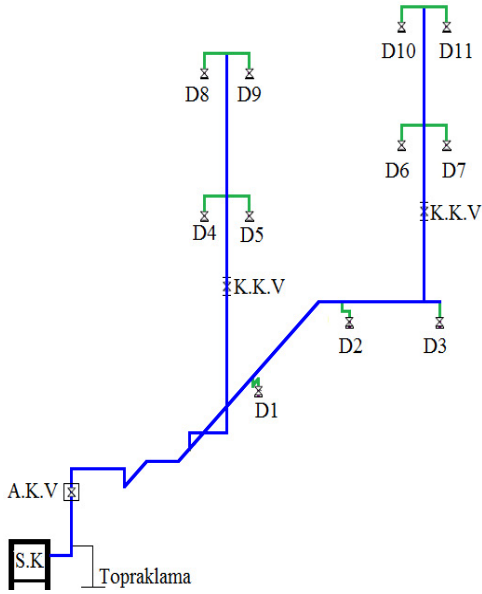 D10 D11
D8 D9
D6 D7
K.K.V
D4 D5
K.K.V
D2 D3
D1
A.K.V
S.K
Topraklama